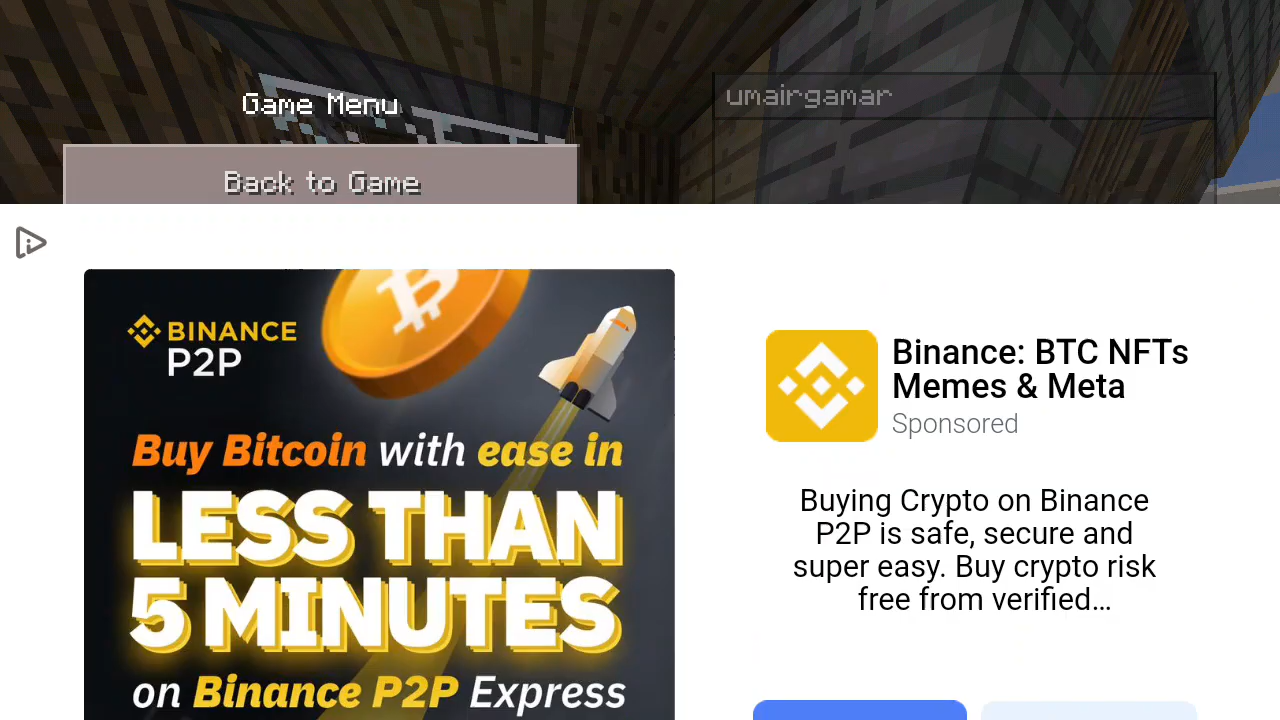 Game Menu
umairgamar
Back to Game
BINANCE
P2P
Buy Bitcoin with ease in
LESS THAN
5 MINUTES
on Binance P2P Express
Binance: BTC NFTs
Memes & Meta
Sponsored
Buying Crypto on Binance
P2P is safe, secure and
super easy. Buy crypto risk
free from verified...